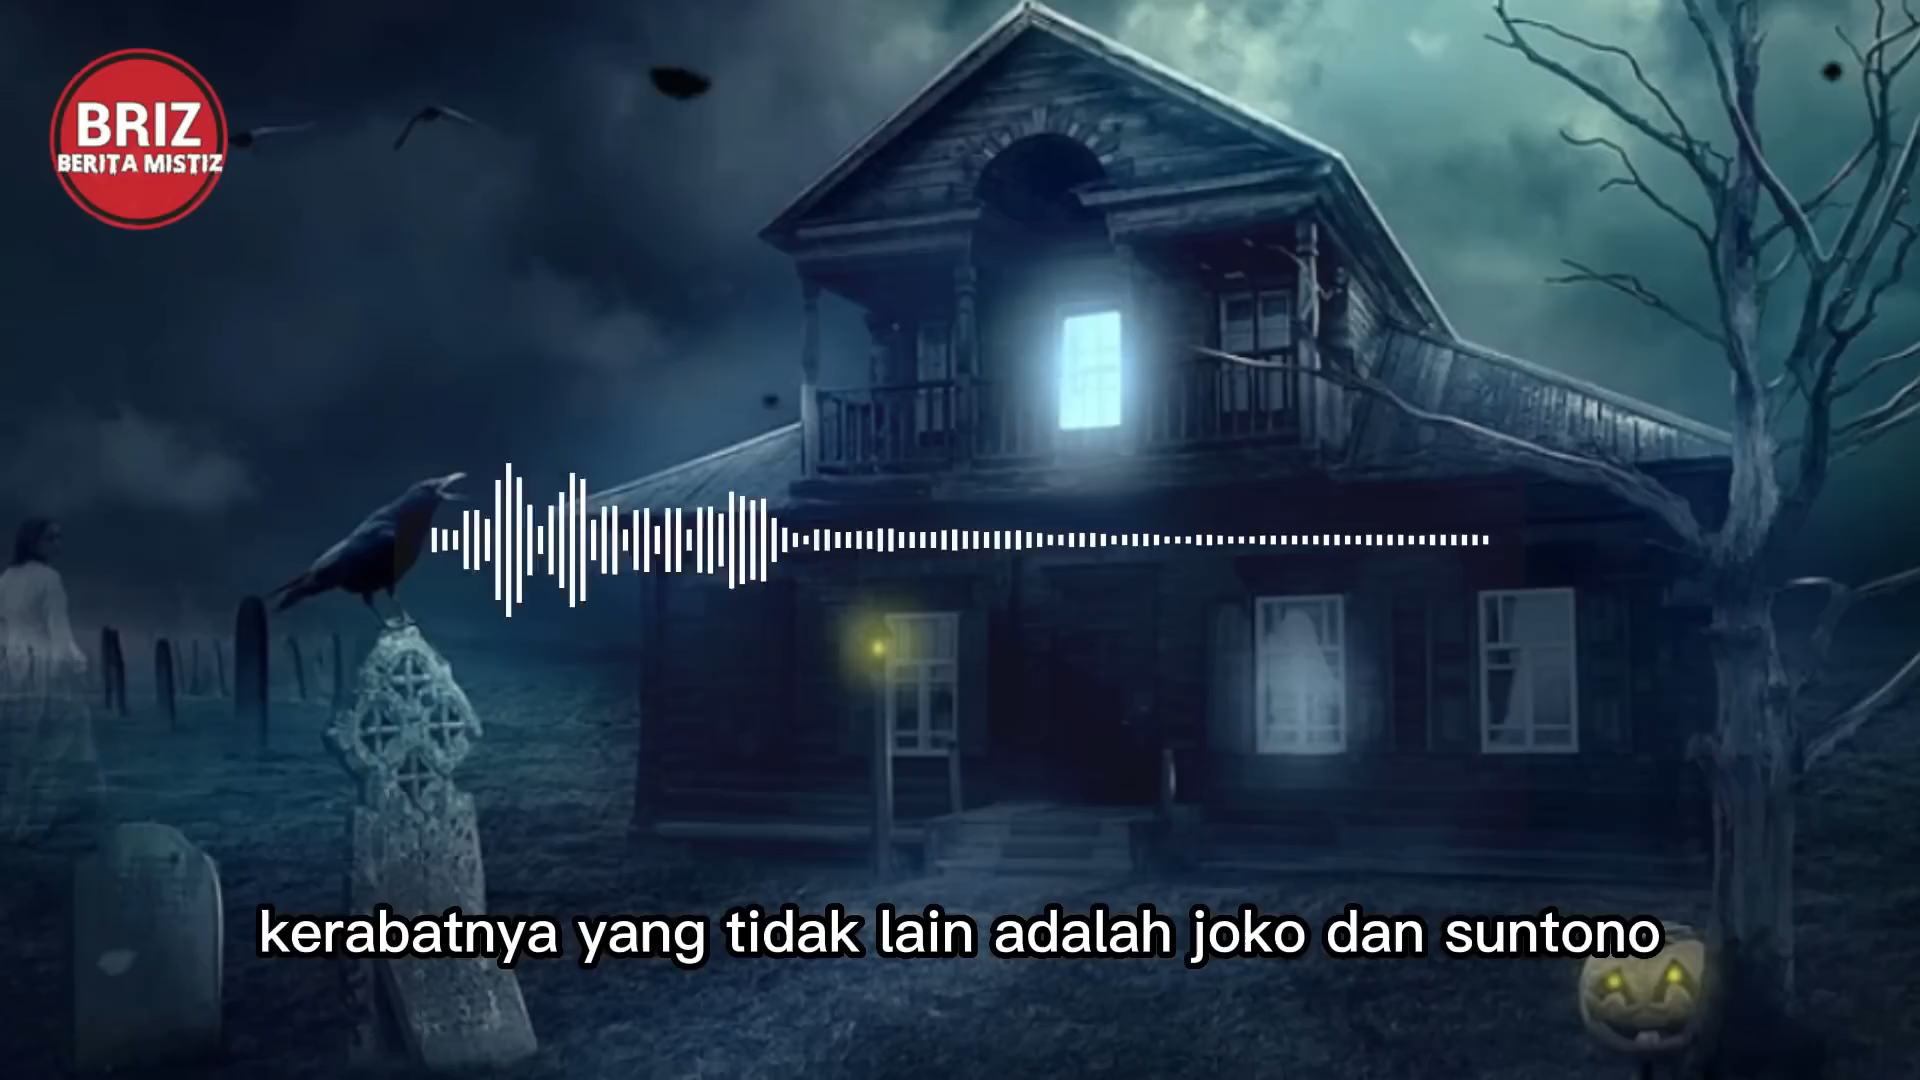 BRIZ
BERITA MISTIZ
kerabatnya yang tidak lain adalah joko dan suntono